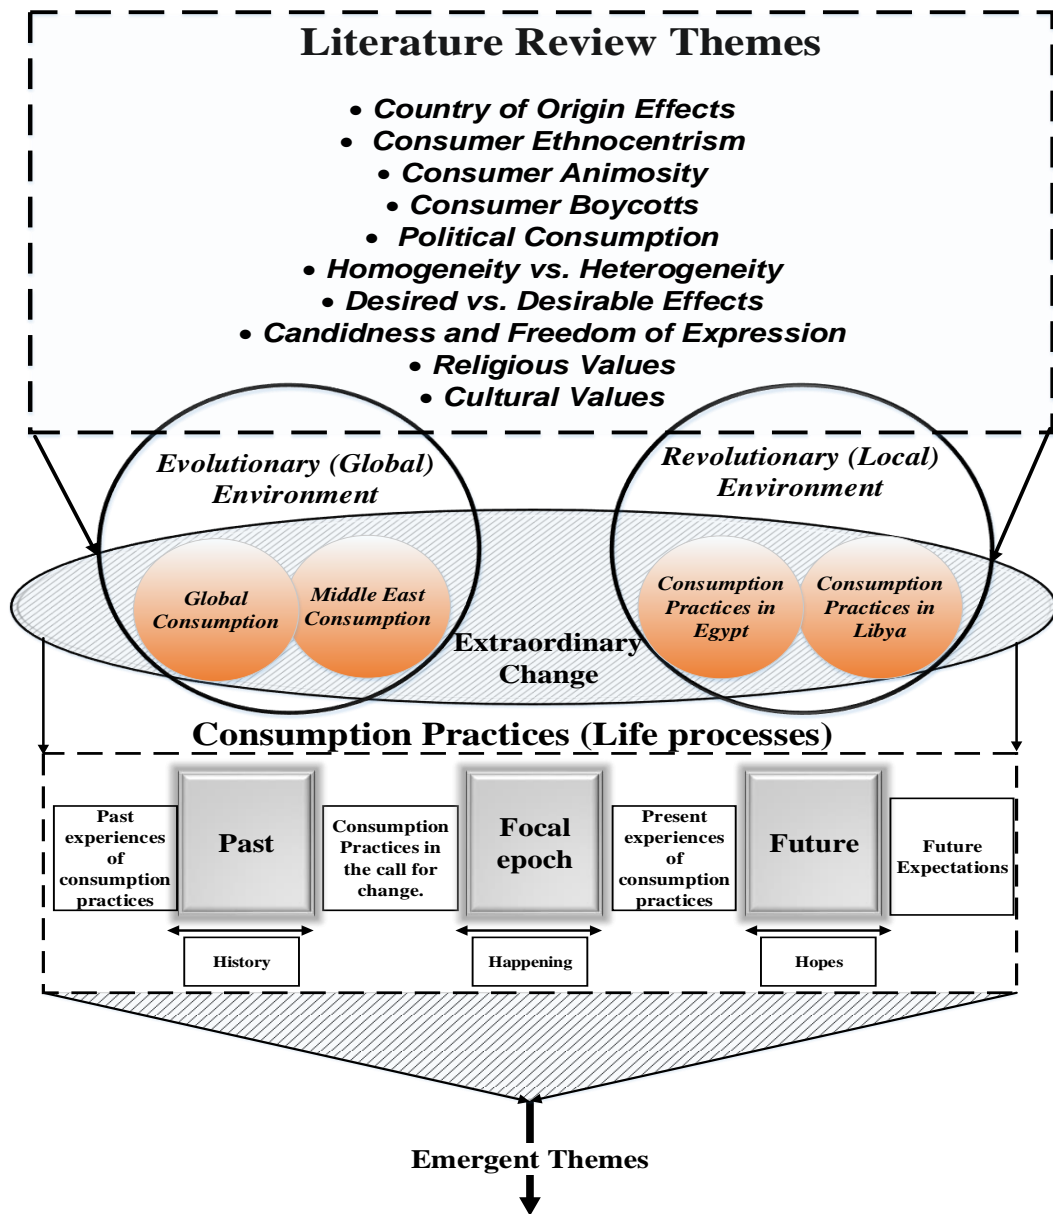 Literature Review Themes
• Country of Origin Effects
• Consumer Ethnocentrism
• Consumer Animosity
• Consumer Boycotts
• Political Consumption
• Homogeneity vs. Heterogeneity
• Desired vs. Desirable Effects
• Candidness and Freedom of Expression
• Religious Values
• Cultural Values
Evolutionary (Global)
Environment
Revolutionary (Local)
Environment
Global
Consumption
Middle East
Consumption
Extraordinary
Change
Consumption
Practices in
Egypt
Consumption
Practices in
Libya
Consumption Practices (Life processes)
Past
experiences
of
consumption
practices
Past
Consumption
Practices in
the call for
change.
Focal
epoch
Present
experiences
of
consumption
practices
Future
Future
Expectations
History
Happening
Hopes
Emergent Themes